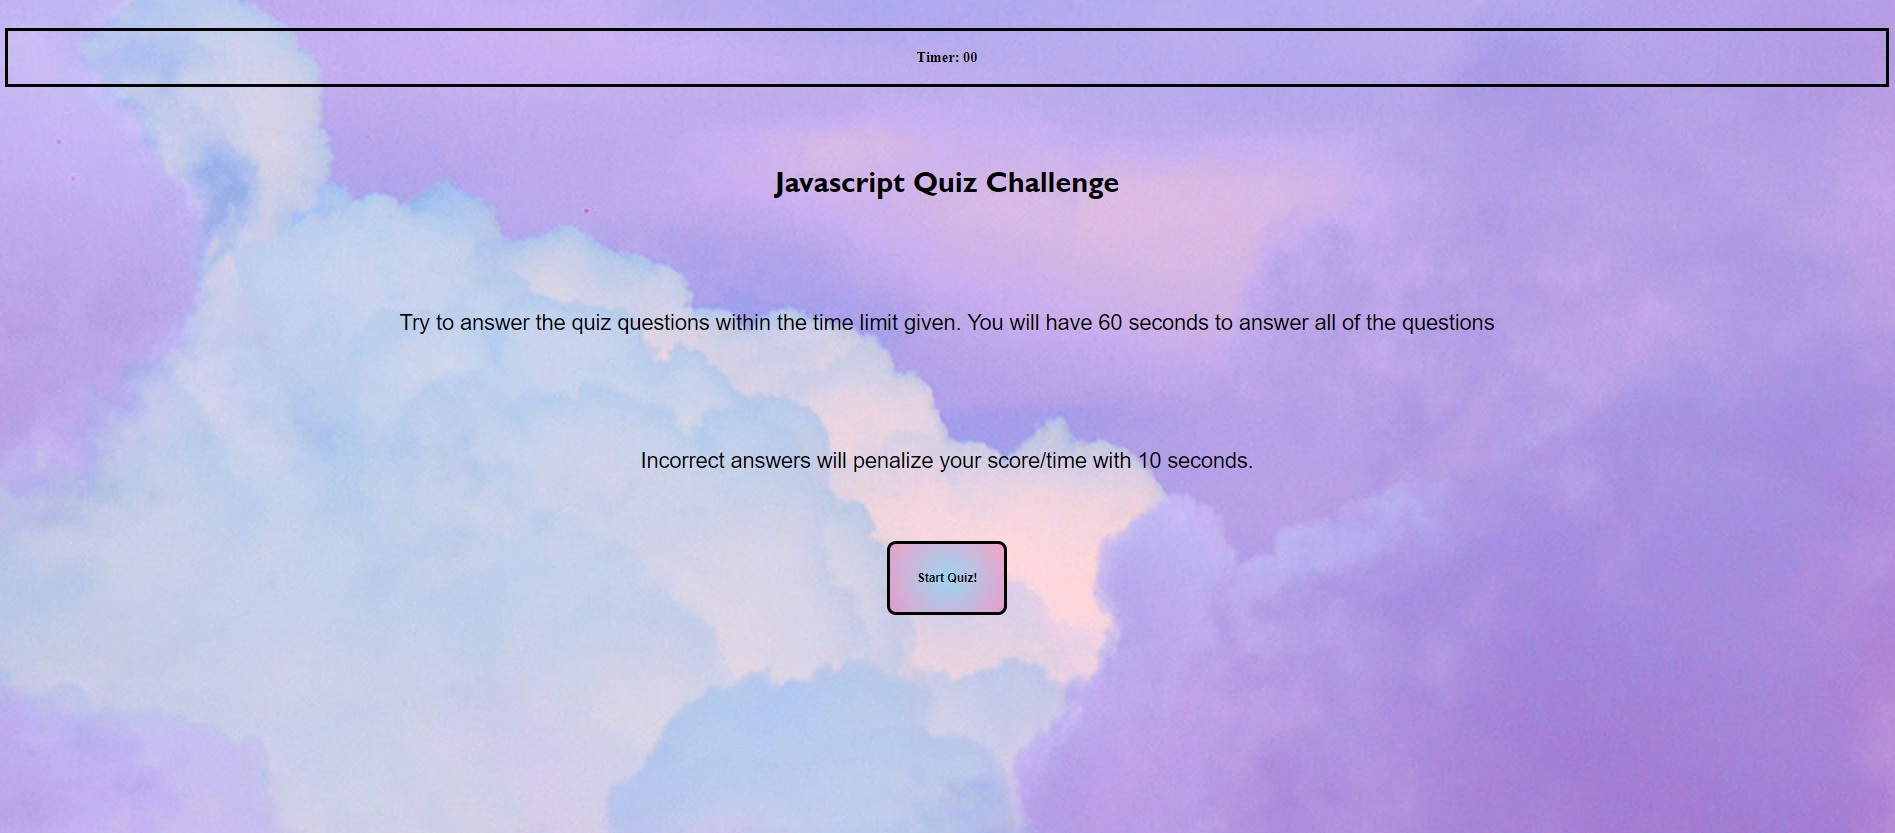 Timer: 00
Javascript Quiz Challenge
Try to answer the quiz questions within the time limit given. You will have 60 seconds to answer all of the questions
Incorrect answers will penalize your score/time with 10 seconds.
Start Quiz!